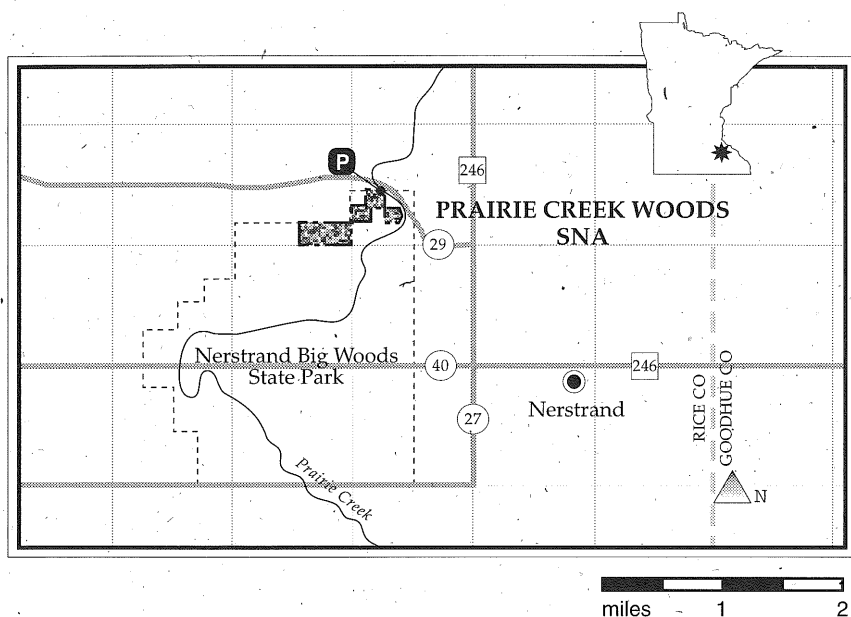 P
246
PRAIRIE CREEK WOODS
SNA
29
Nerstrand Big Woods
State Park
40
246
Nerstrand
27
RICE CO
GOODHUE CO
Prairie Creek
N
miles 1 2